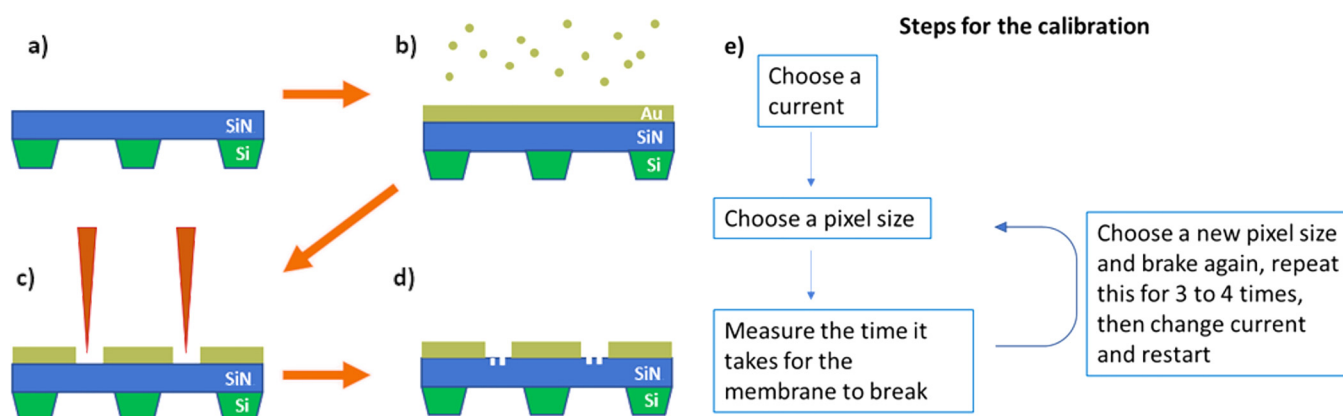 a)
SiN
Si
b)
Au
SiN
Si
c)
SiN
Si
d)
SiN
Si
Steps for the calibration
e)
Choose a
current
Choose a pixel size
Measure the time it
takes for the
membrane to break
Choose a new pixel size
and brake again, repeat
this for 3 to 4 times,
then change current
and restart